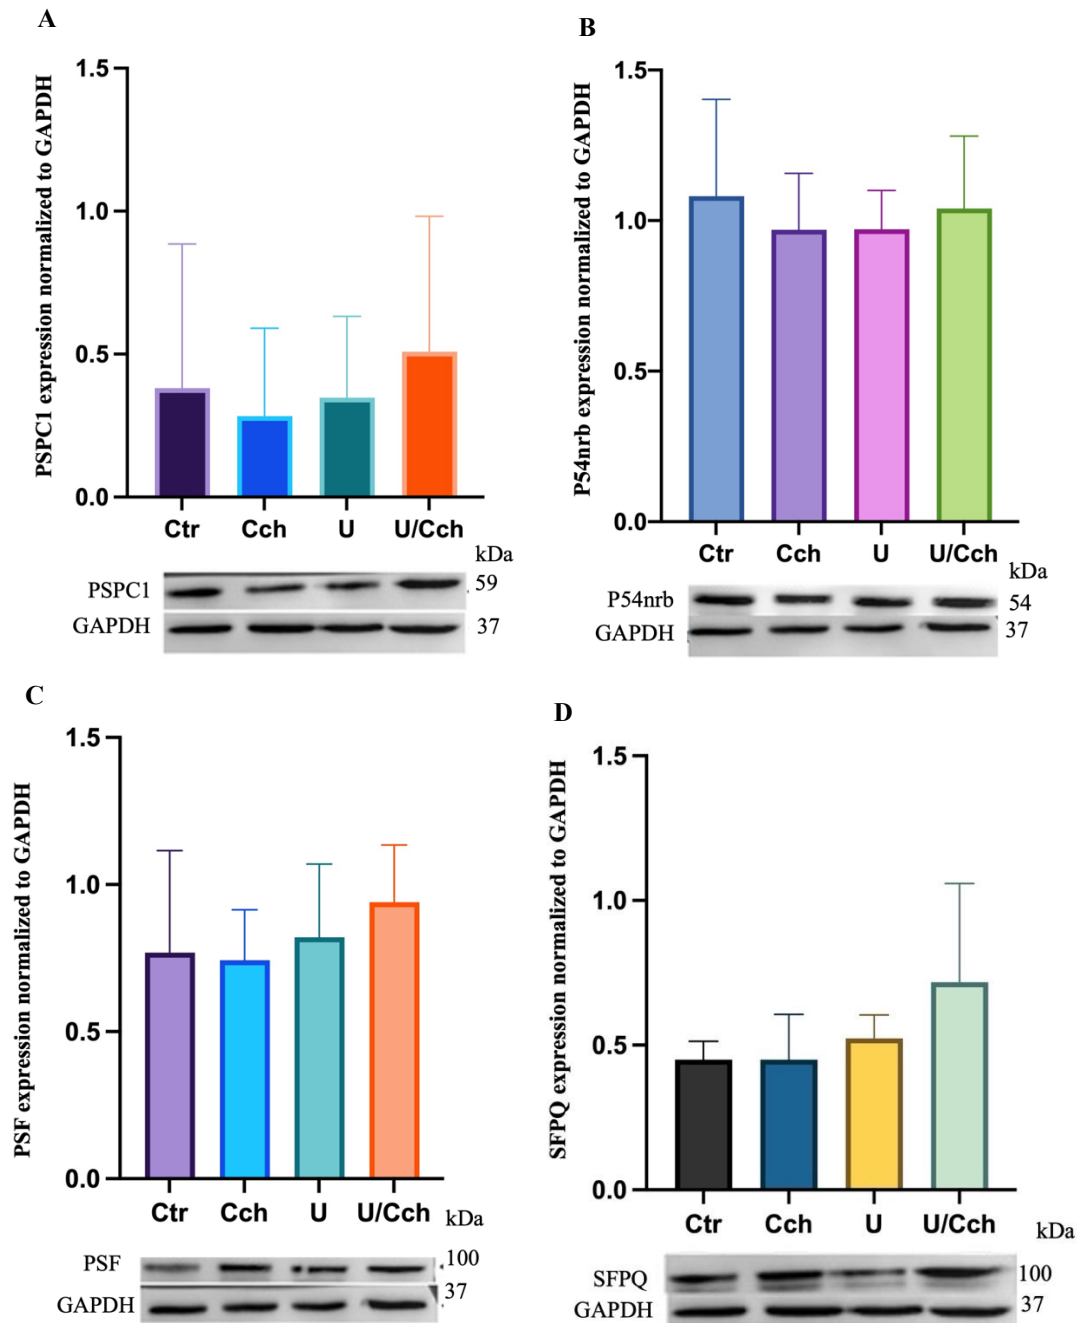 A
PSPC1 expression normalized to GAPDH
1.5
1.0
0.5
0.0
Ctr Cch U U/Cch
kDa
PSPC1 59
GAPDH 37
B
P54nrb expression normalized to GAPDH
1.5
1.0
0.5
0.0
Ctr Cch U U/Cch
kDa
P54nrb 54
GAPDH 37
C
PSF expression normalized to GAPDH
1.5
1.0
0.5
0.0
Ctr Cch U U/Cch kDa
PSF 100
GAPDH 37
D
SFPQ expression normalized to GAPDH
1.5
1.0
0.5
0.0
Ctr Cch U U/Cch kDa
SFPQ 100
GAPDH 37